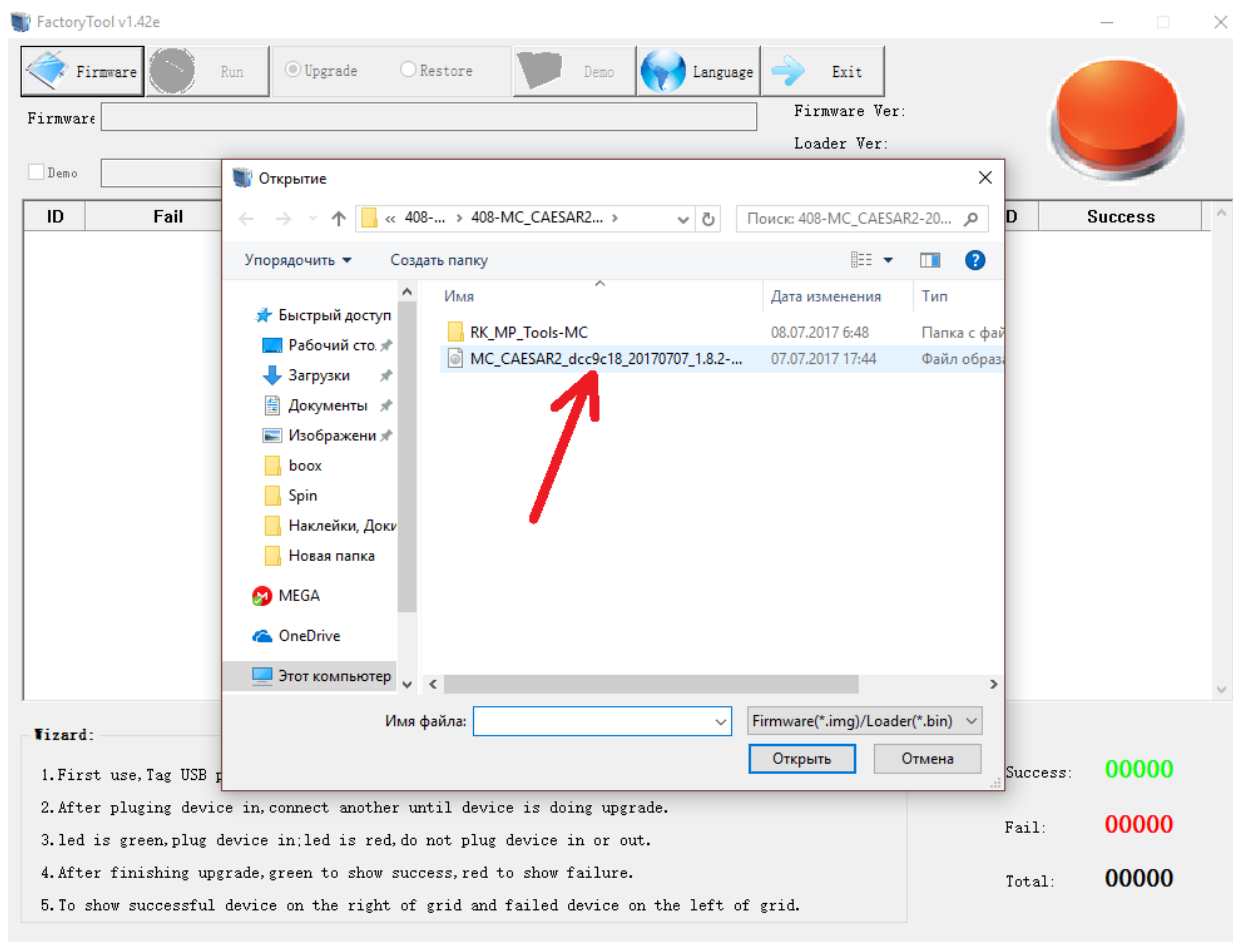 FactoryTool v1.42e
Firmware Run Upgrade Restore Demo Language Exit
Firmware
Firmware Ver:
Loader Ver:
Demo
ID Fail D Success
Открытие
« 408-... › 408-MC_CAESAR2... ›
Поиск: 408-MC_CAESAR2-20...
Упорядочить Создать папку
Имя Дата изменения Тип
RK_MP_Tools-MC 08.07.2017 6:48 Папка с фай
MC_CAESAR2_dcc9c18_20170707_1.8.2-... 07.07.2017 17:44 Файл образа
Быстрый доступ
Рабочий сто.
Загрузки
Документы
Изображени
boox
Spin
Наклейки, Доки
Новая папка
MEGA
OneDrive
Этот компьютер
Имя файла: Firmware(*.img)/Loader(*.bin)
Открыть Отмена
Wizard:
1.First use,Tag USB p
2.After pluging device in,connect another until device is doing upgrade.
3.led is green,plug device in;led is red,do not plug device in or out.
4.After finishing upgrade,green to show success,red to show failure.
5.To show successful device on the right of grid and failed device on the left of grid.
Success: 00000
Fail: 00000
Total: 00000